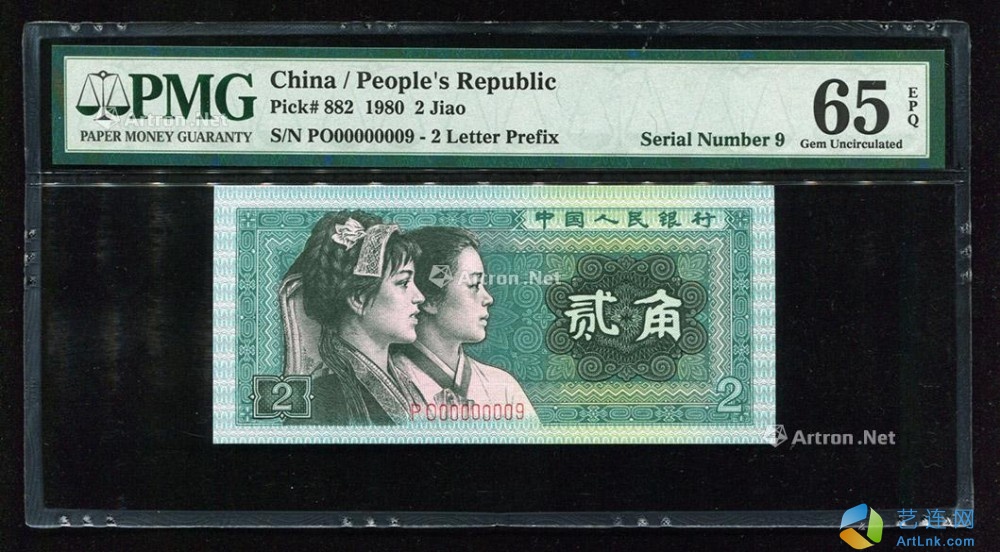 PMG
PAPER MONEY GUARANTY
China / People's Republic
Pick# 882 1980 2 Jiao
S/N PO00000009 - 2 Letter Prefix
Serial Number 9
65
EPQ
Gem Uncirculated
中国人民银行
Artron.Net
贰角
2
PO00000009
2
Artron.Net
艺连网
ArtLnk.com